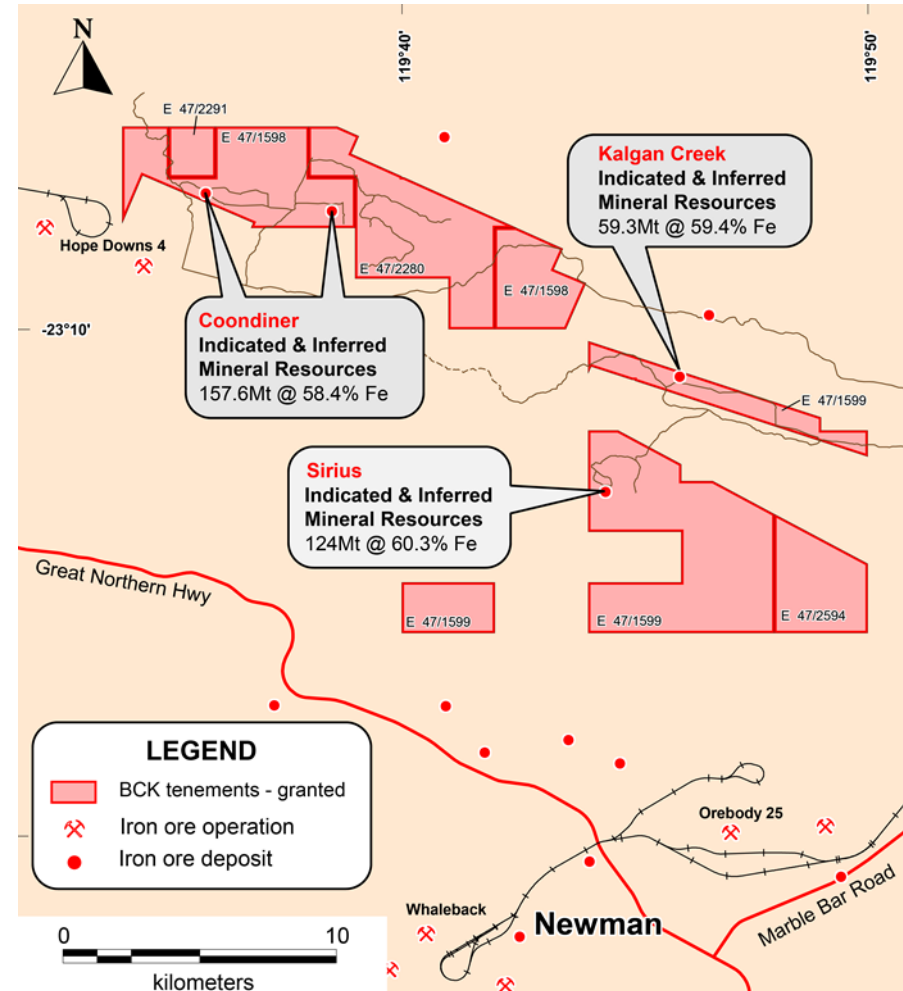 N
119°40'
119°50'
E 47/2291
E 47/1598
Kalgan Creek
Indicated & Inferred
Mineral Resources
59.3Mt @ 59.4% Fe
Hope Downs 4
E 47/2280
E 47/1598
-23°10'
Coondiner
Indicated & Inferred
Mineral Resources
157.6Mt @ 58.4% Fe
E 47/1599
Sirius
Indicated & Inferred
Mineral Resources
124Mt @ 60.3% Fe
Great Northern Hwy
E 47/1599
E 47/1599
E 47/2594
LEGEND
BCK tenements - granted
Iron ore operation
Iron ore deposit
Orebody 25
Marble Bar Road
Whaleback
Newman
0 10
kilometers